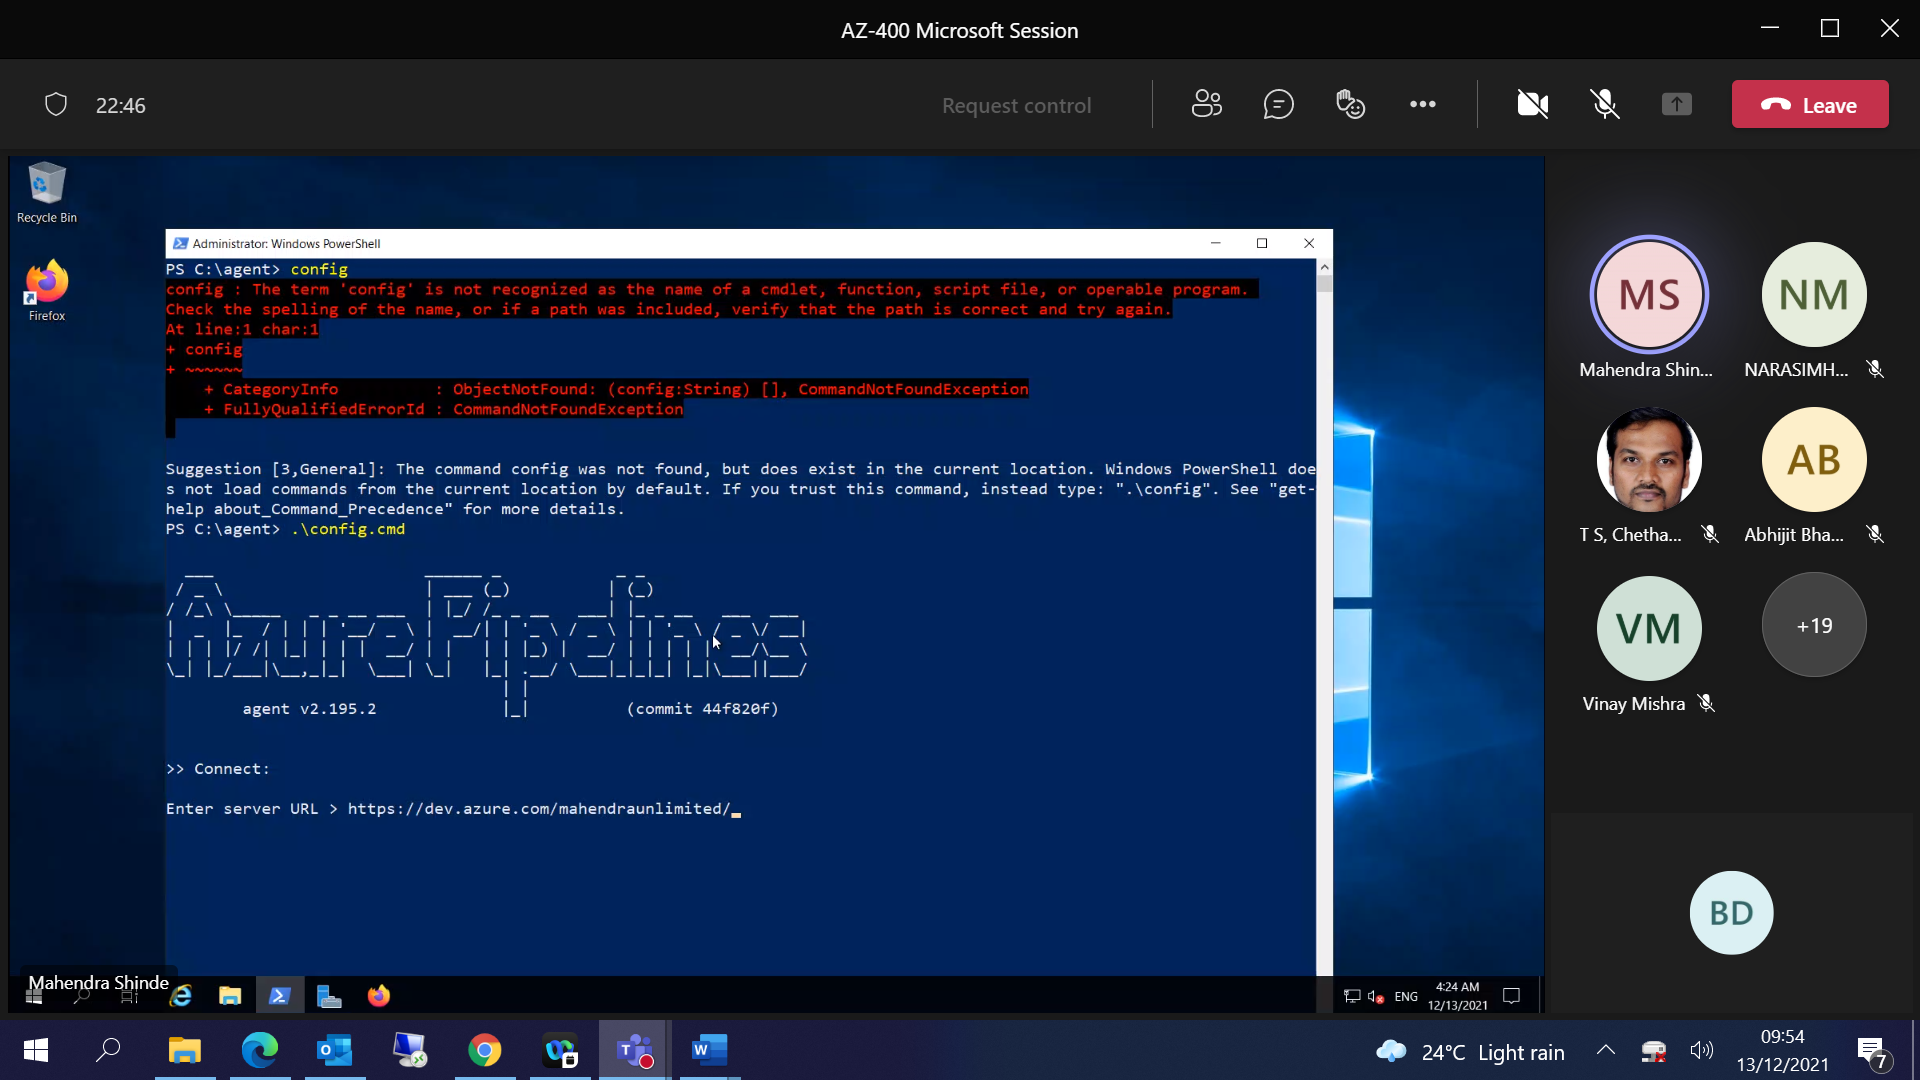 AZ-400 Microsoft Session
22:46
Request control
Leave
Recycle Bin
Firefox
Administrator: Windows PowerShell
PS C:\agent> config
config : The term 'config' is not recognized as the name of a cmdlet, function, script file, or operable program.
Check the spelling of the name, or if a path was included, verify that the path is correct and try again.
At line:1 char:1
+ config
+ ~~~~~~
+ CategoryInfo : ObjectNotFound: (config:String) [], CommandNotFoundException
+ FullyQualifiedErrorId : CommandNotFoundException
Suggestion [3,General]: The command config was not found, but does exist in the current location. Windows PowerShell doe
s not load commands from the current location by default. If you trust this command, instead type: ".\config". See "get-
help about_Command_Precedence" for more details.
PS C:\agent> .\config.cmd
AzurePipelines
agent v2.195.2 (commit 44f820f)
>> Connect:
Enter server URL > https://dev.azure.com/mahendraunlimited/
Mahendra Shinde
ENG
4:24 AM
12/13/2021
MS
Mahendra Shin...
NM
NARASIMH...
T S, Chetha...
AB
Abhijit Bha...
VM
Vinay Mishra
+19
BD
24°C Light rain
09:54
13/12/2021
7